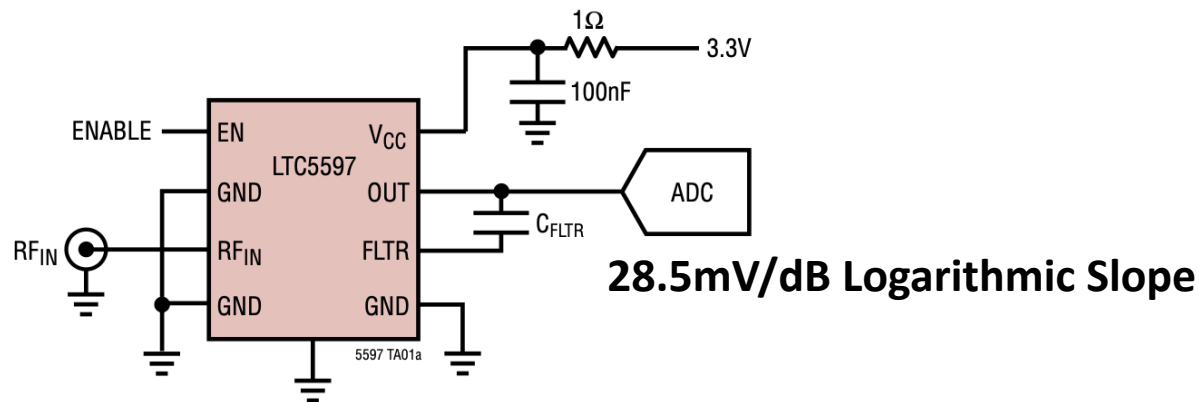 1Ω
3.3V
100nF
ENABLE
EN
VCC
LTC5597
GND
OUT
ADC
CFLTR
RFIN
RFIN
FLTR
28.5mV/dB Logarithmic Slope
GND
GND
5597 TA01a